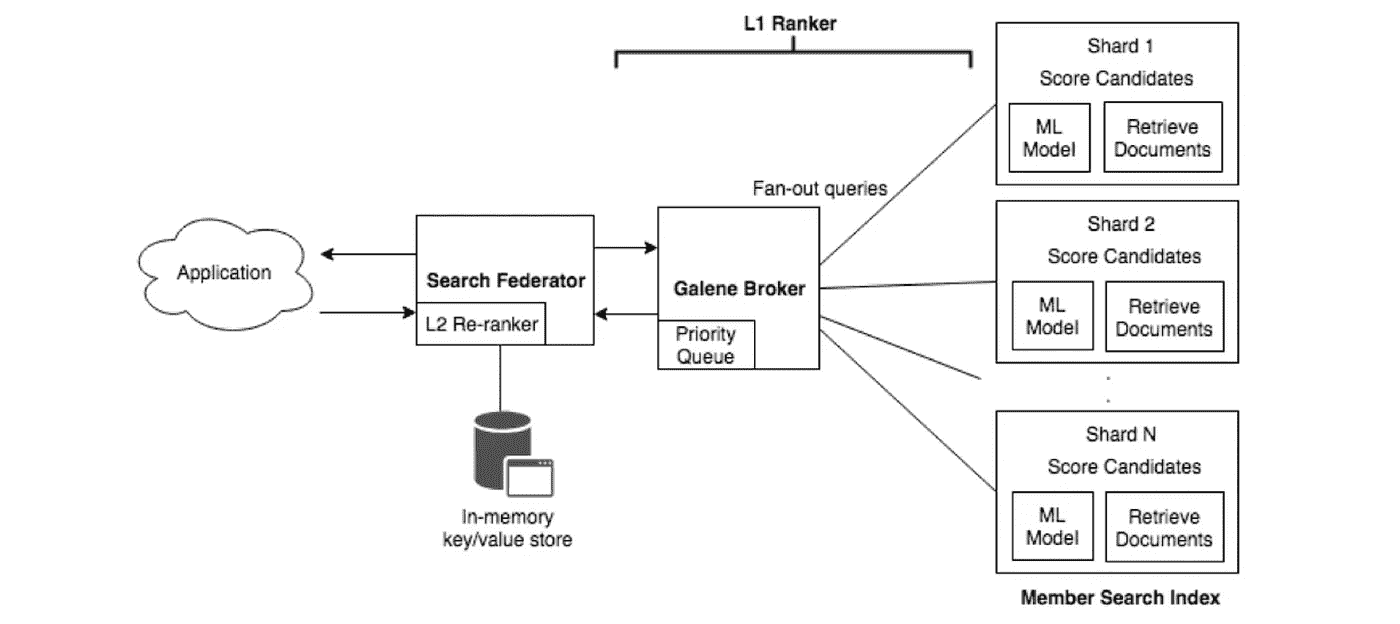 L1 Ranker
Shard 1
Score Candidates
ML
Model
Retrieve
Documents
Fan-out queries
Shard 2
Score Candidates
ML
Model
Retrieve
Documents
Application
Search Federator
L2 Re-ranker
Galene Broker
Priority
Queue
In-memory
key/value store
Shard N
Score Candidates
ML
Model
Retrieve
Documents
Member Search Index